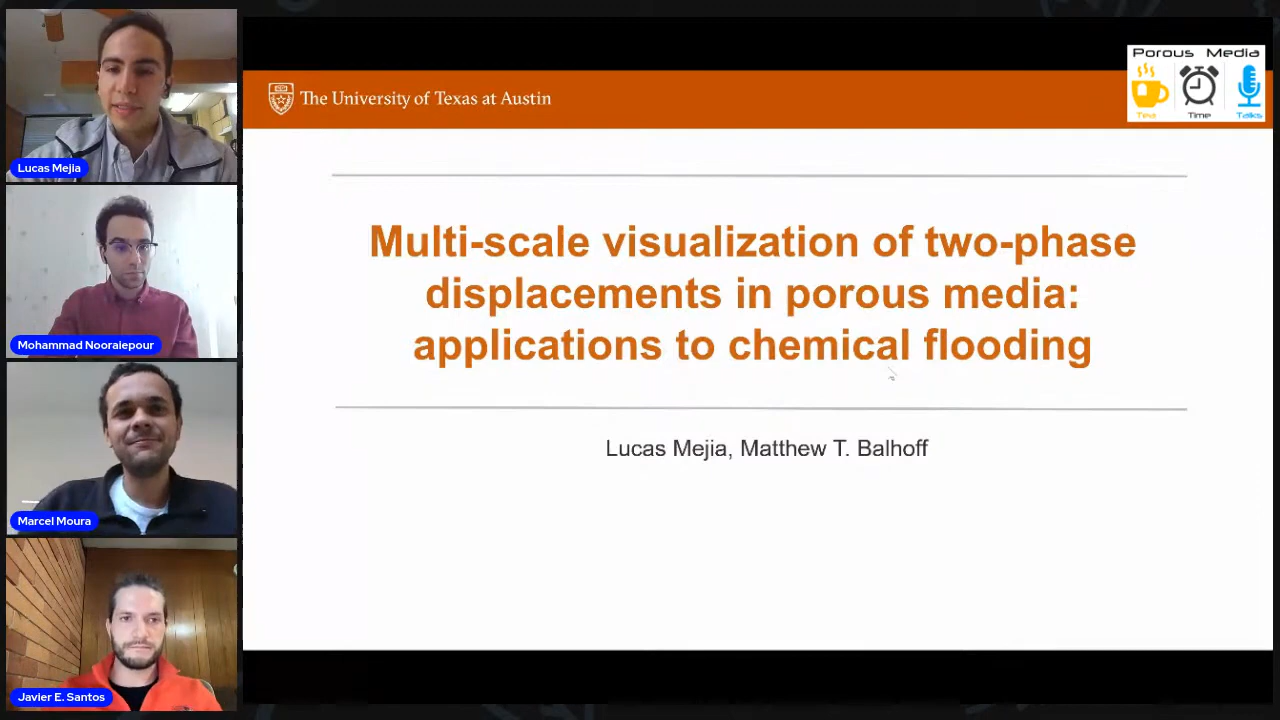 Lucas Mejia
Mohammad Nooralepour
Marcel Moura
Javier E. Santos
The University of Texas at Austin
Porous Media
Tea Time Talks
Multi-scale visualization of two-phase
displacements in porous media:
applications to chemical flooding
Lucas Mejia, Matthew T. Balhoff